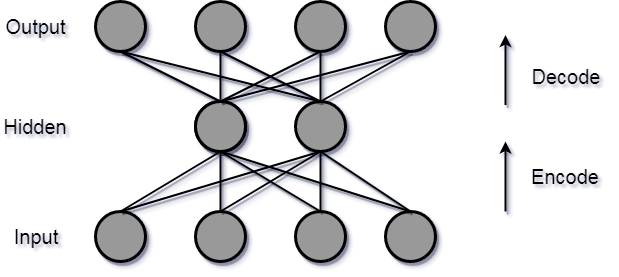 Output
Decode
Hidden
Encode
Input